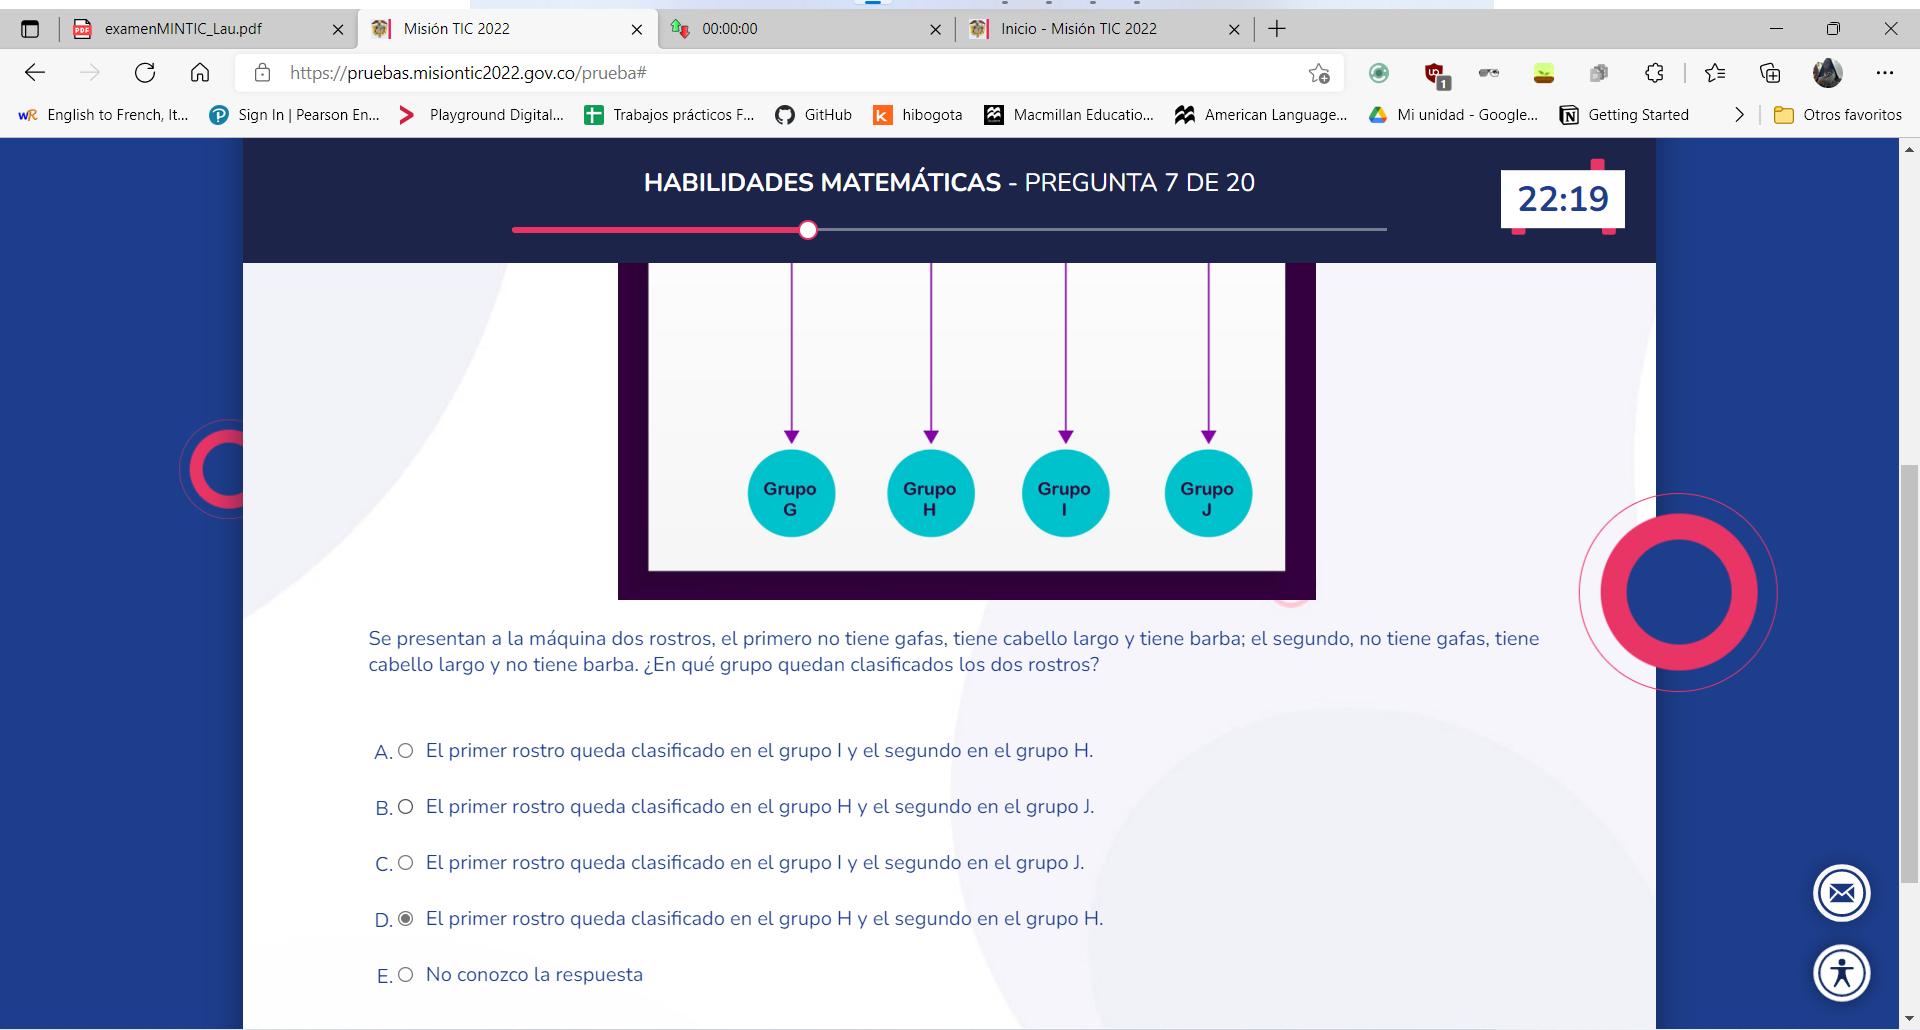 examenMINTIC_Lau.pdf
Misión TIC 2022
00:00:00
Inicio - Misión TIC 2022
https://pruebas.misiontic2022.gov.co/prueba#
1
English to French, It...
Sign In | Pearson En...
Playground Digital...
Trabajos prácticos F...
GitHub
hibogota
Macmillan Educatio...
American Language...
Mi unidad - Google...
Getting Started
Otros favoritos
HABILIDADES MATEMÁTICAS - PREGUNTA 7 DE 20
22:19
Grupo G
Grupo H
Grupo I
Grupo J
Se presentan a la máquina dos rostros, el primero no tiene gafas, tiene cabello largo y tiene barba; el segundo, no tiene gafas, tiene
cabello largo y no tiene barba. ¿En qué grupo quedan clasificados los dos rostros?
A. El primer rostro queda clasificado en el grupo I y el segundo en el grupo H.
B. El primer rostro queda clasificado en el grupo H y el segundo en el grupo J.
C. El primer rostro queda clasificado en el grupo I y el segundo en el grupo J.
D. El primer rostro queda clasificado en el grupo H y el segundo en el grupo H.
E. No conozco la respuesta